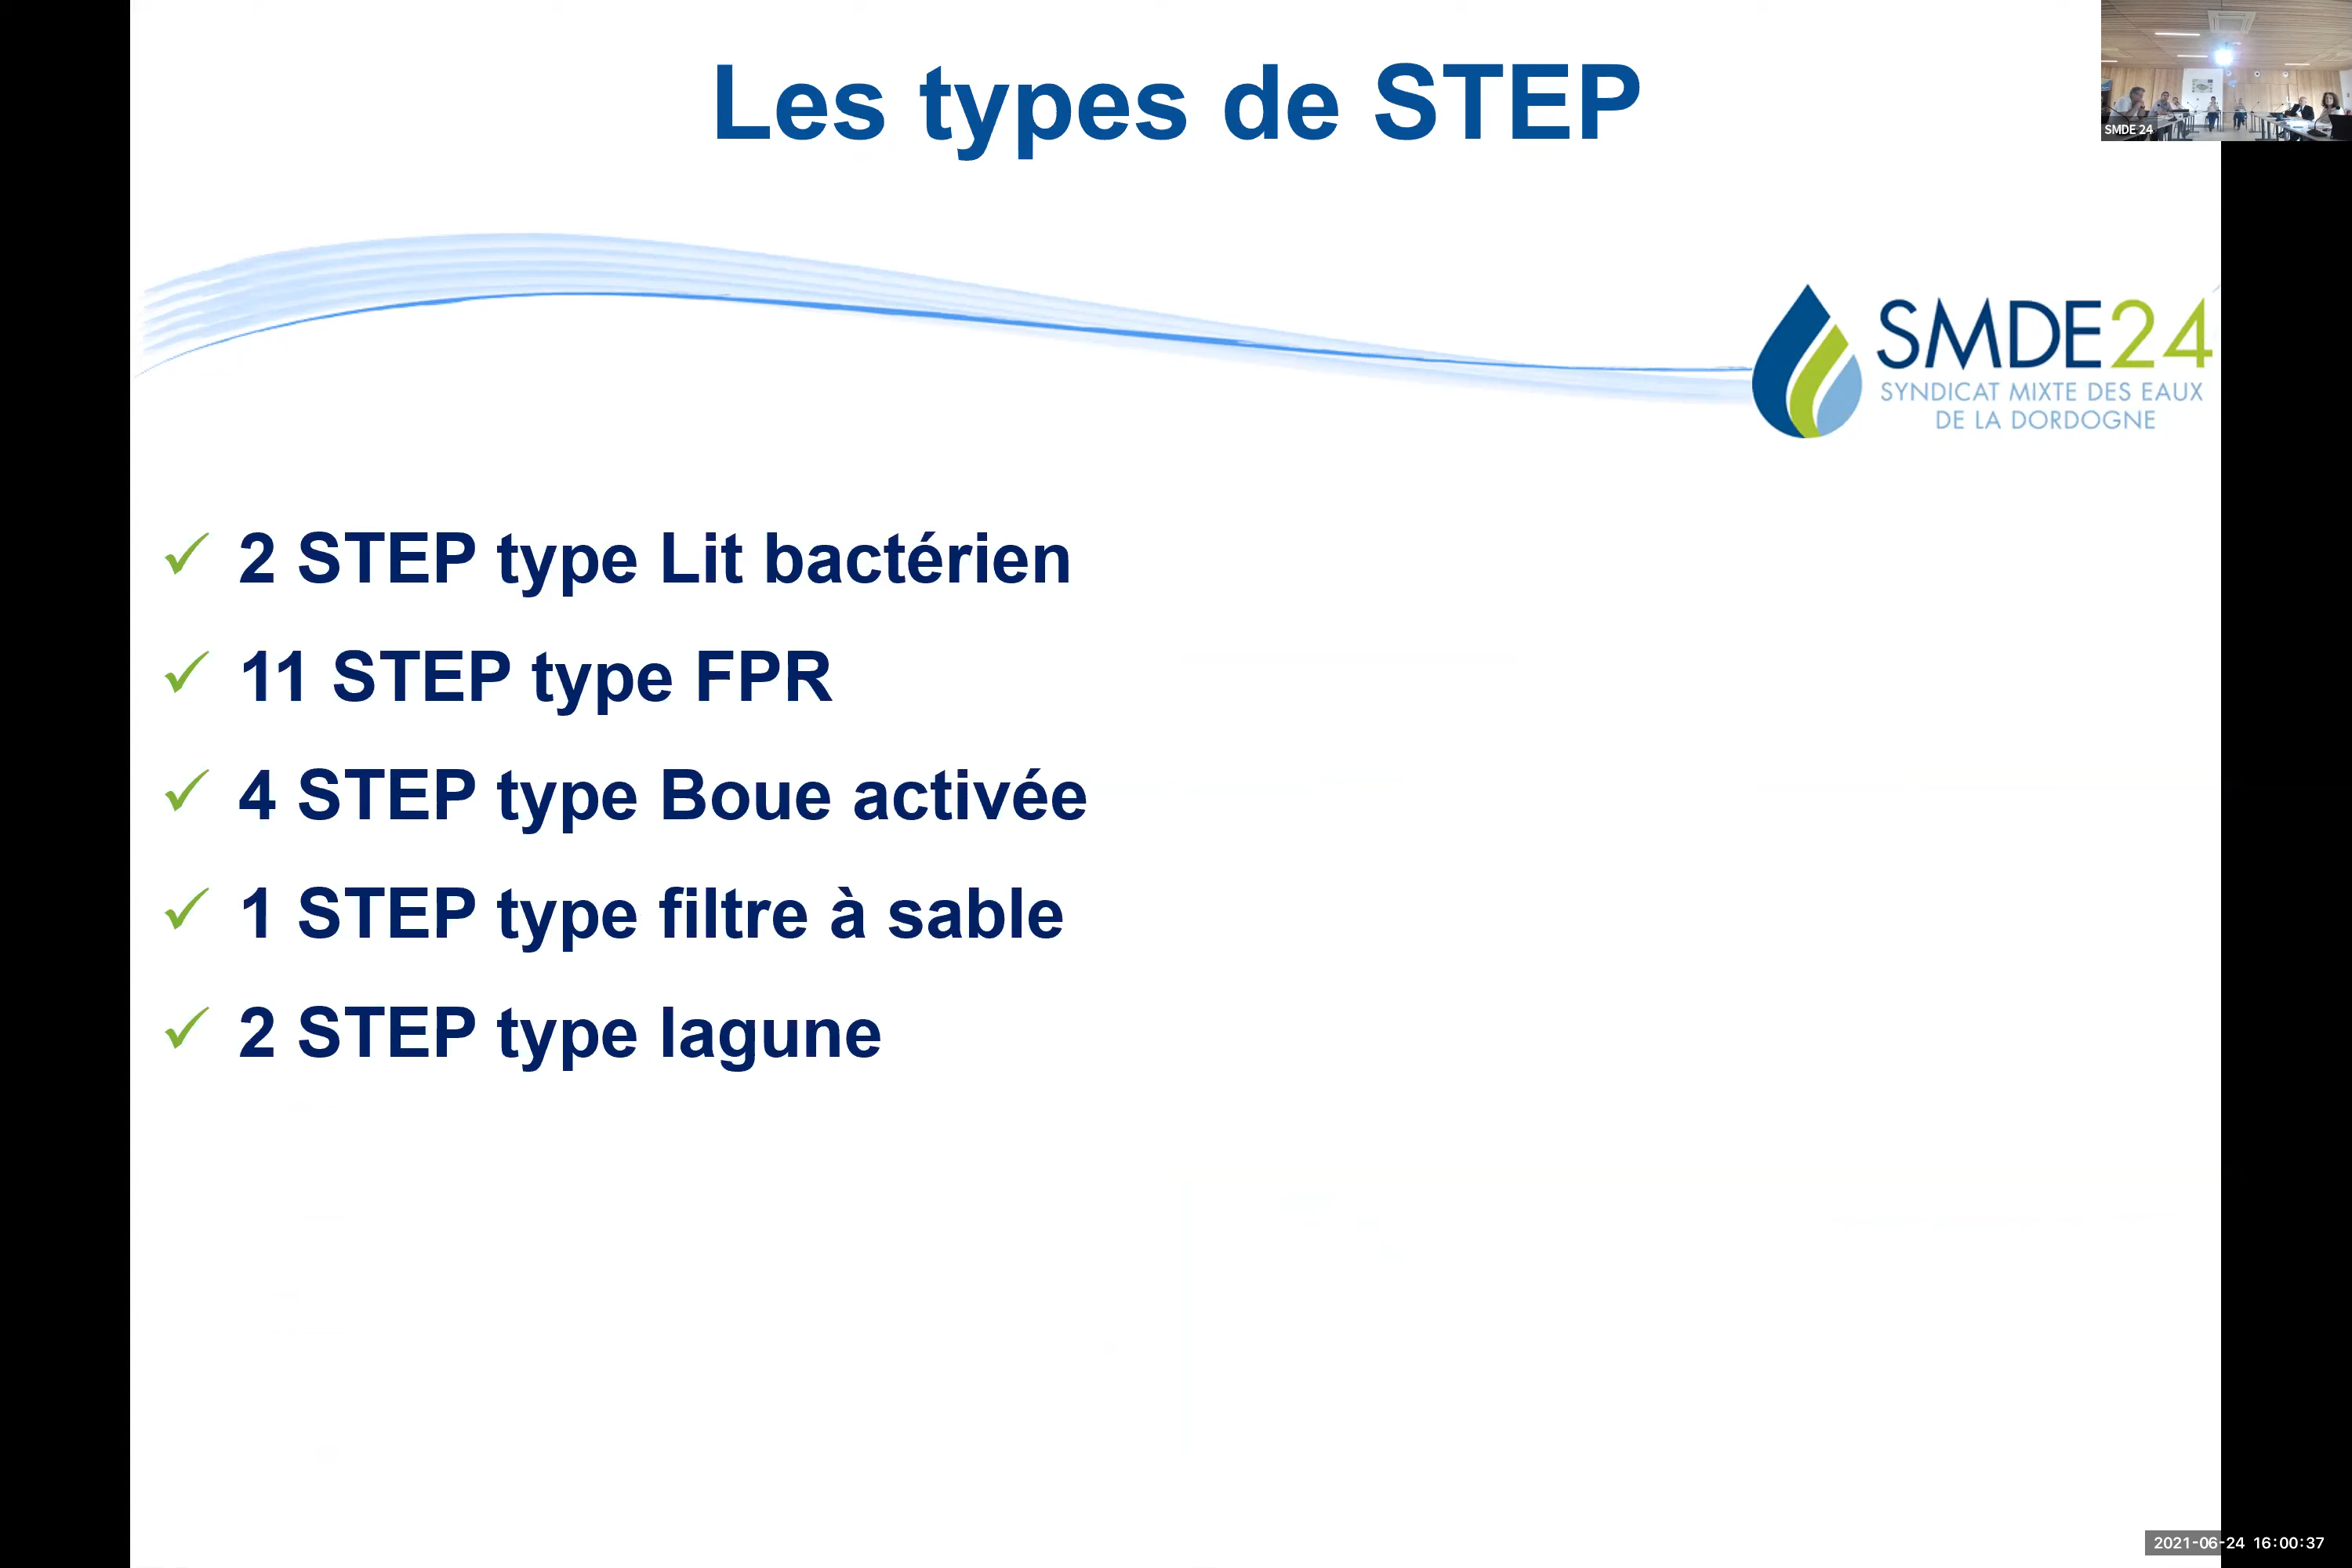 Les types de STEP
SMDE 24
SMDE24
SYNDICAT MIXTE DES EAUX
DE LA DORDOGNE
2 STEP type Lit bactérien
11 STEP type FPR
4 STEP type Boue activée
1 STEP type filtre à sable
2 STEP type lagune
2021-06-24 16:00:37